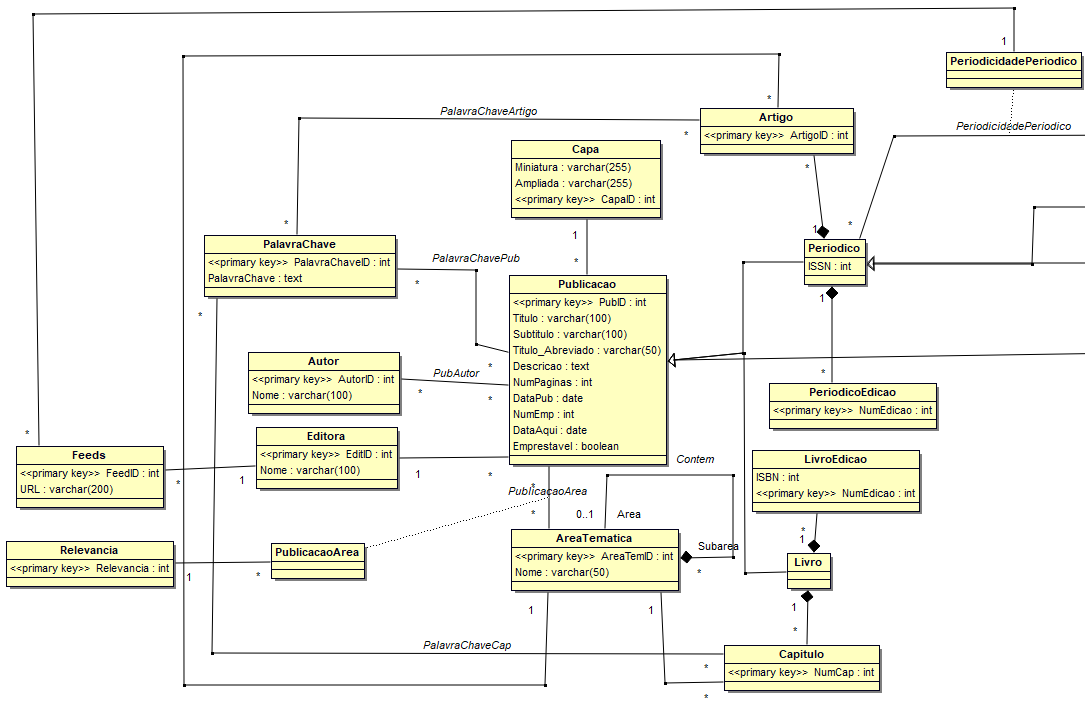 1
PeriodicidadePeriodico
PeriodicidadePeriodico
*
PalavraChaveArtigo
*
Artigo
<<primary key>> ArtigoID : int
*
1
*
Periodico
ISSN : int
1
*
PeriodicoEdicao
<<primary key>> NumEdicao : int
Capa
Miniatura : varchar(255)
Ampliada : varchar(255)
<<primary key>> CapaID : int
1
*
*
PalavraChave
<<primary key>> PalavraChaveID : int
PalavraChave : text
*
PalavraChavePub
*
*
Publicacao
<<primary key>> PubID : int
Titulo : varchar(100)
Subtitulo : varchar(100)
Titulo_Abreviado : varchar(50)
Descricao : text
NumPaginas : int
DataPub : date
NumEmp : int
DataAqui : date
Emprestavel : boolean
Autor
<<primary key>> AutorID : int
Nome : varchar(100)
PubAutor
*
*
Editora
<<primary key>> EditID : int
Nome : varchar(100)
1
*
1
*
Feeds
<<primary key>> FeedID : int
URL : varchar(200)
*
Relevancia
<<primary key>> Relevancia : int
1
*
PublicacaoArea
*
PublicacaoArea
*
Contem
0..1
Area
Subarea
*
AreaTematica
<<primary key>> AreaTemID : int
Nome : varchar(50)
1
1
LivroEdicao
ISBN : int
<<primary key>> NumEdicao : int
*
1
Livro
1
*
PalavraChaveCap
*
Capitulo
<<primary key>> NumCap : int
*